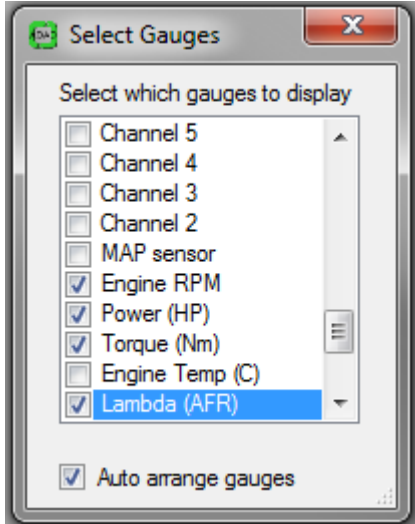 Select Gauges
Select which gauges to display
Channel 5
Channel 4
Channel 3
Channel 2
MAP sensor
Engine RPM
Power (HP)
Torque (Nm)
Engine Temp (C)
Lambda (AFR)
Auto arrange gauges